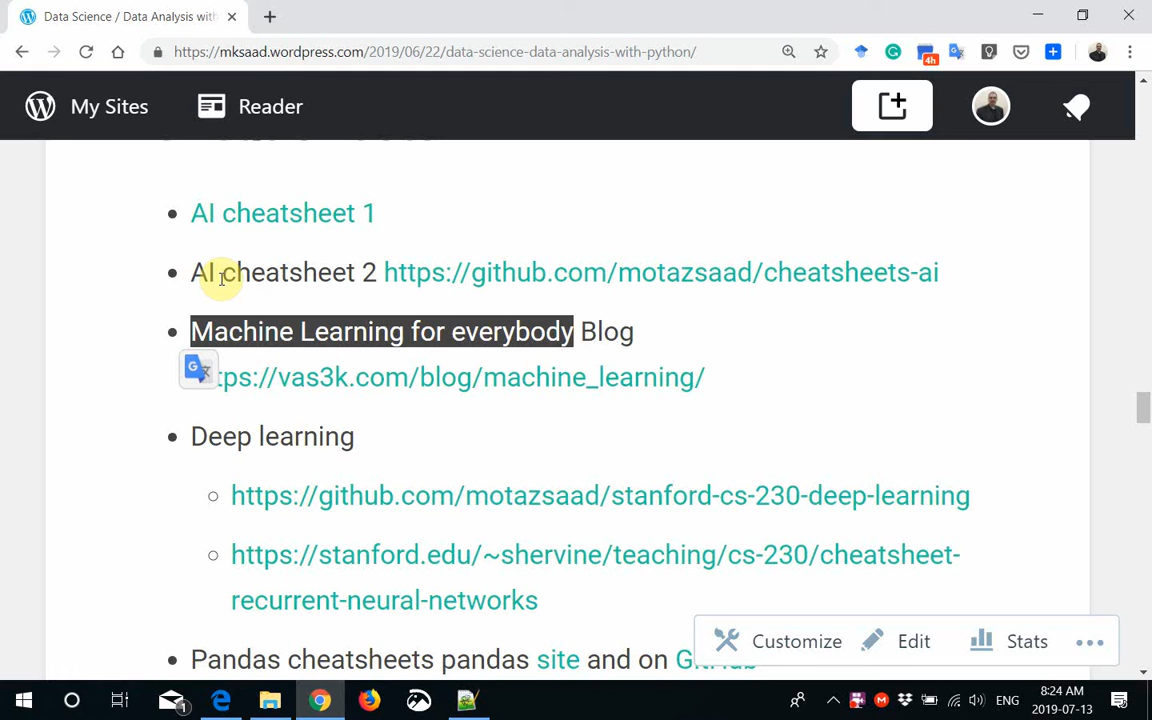 Data Science / Data Analysis with
https://mksaad.wordpress.com/2019/06/22/data-science-data-analysis-with-python/
4h
My Sites
Reader
AI cheatsheet 1
AI cheatsheet 2 https://github.com/motazsaad/cheatsheets-ai
Machine Learning for everybody Blog
tps://vas3k.com/blog/machine_learning/
Deep learning
https://github.com/motazsaad/stanford-cs-230-deep-learning
https://stanford.edu/~shervine/teaching/cs-230/cheatsheet-
recurrent-neural-networks
Customize
Edit
Stats
Pandas cheatsheets pandas site and on GitHub
1
ENG
8:24 AM
2019-07-13